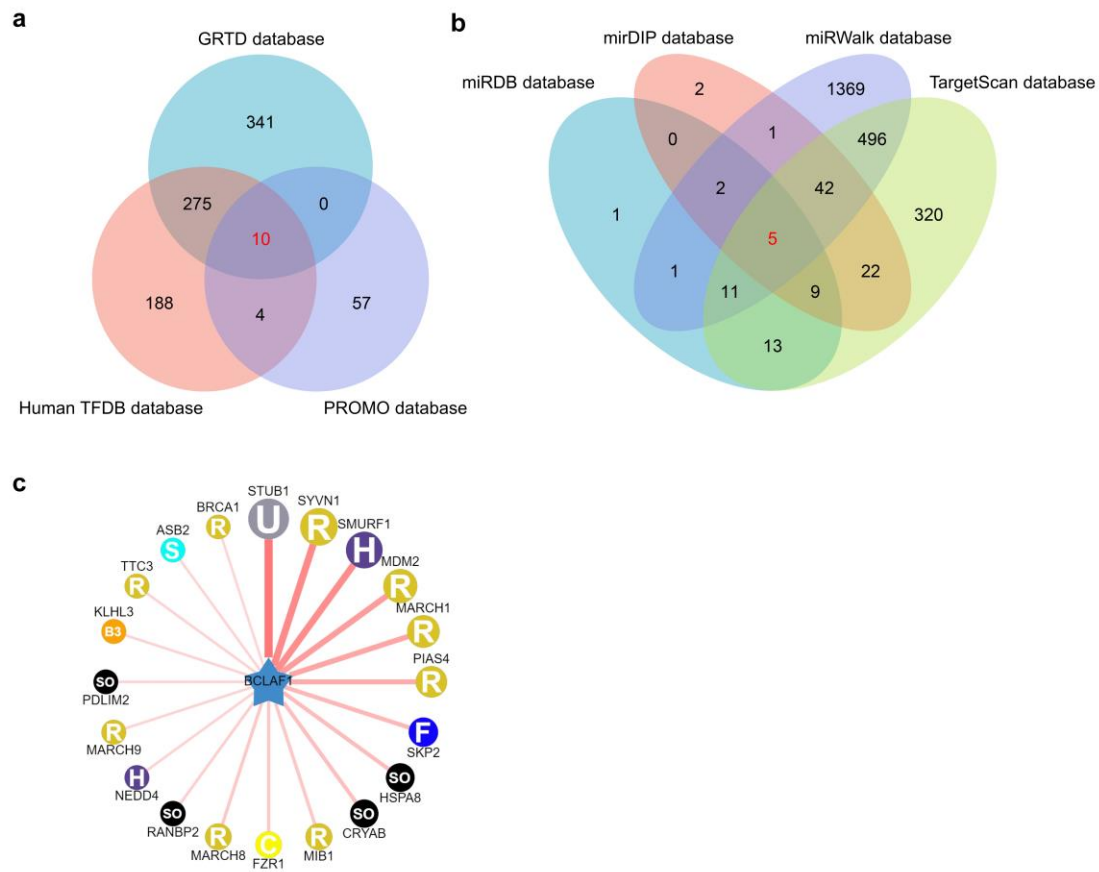 a
GRTD database
341
275
0
10
188
4
57
Human TFDB database
PROMO database
b
mirDIP database
miRWalk database
miRDB database
TargetScan database
2
1369
0
1
496
2
42
1
5
320
1
11
9
22
13
c
STUB1
U
SYVN1
R
SMURF1
H
MDM2
R
MARCH1
R
PIAS4
R
F
SKP2
SO
HSPA8
SO
CRYAB
R
MIB1
C
FZR1
R
MARCH8
SO
RANBP2
H
NEDD4
R
MARCH9
SO
PDLIM2
KLHL3
B3
TTC3
R
ASB2
S
BRCA1
R
BCLAF1